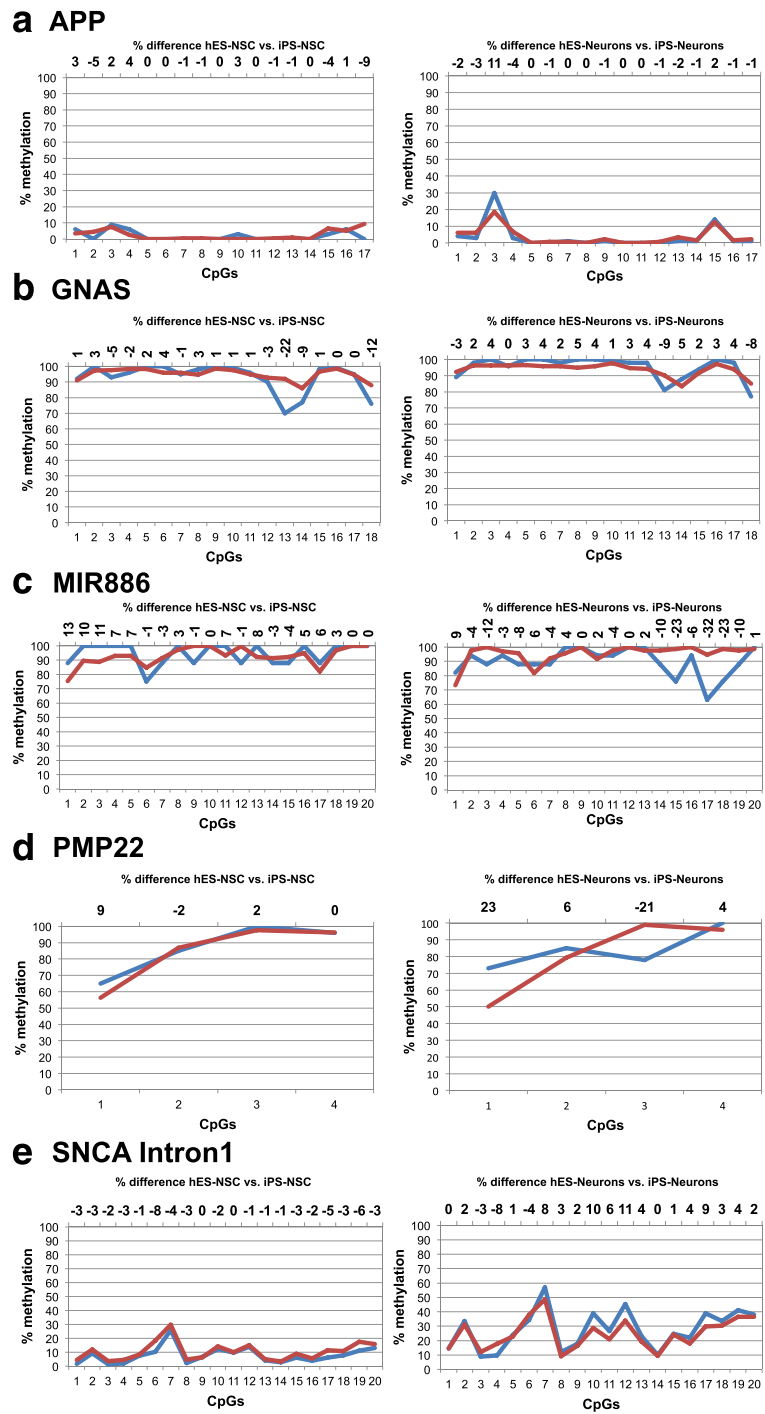 a APP
% difference hES-NSC vs. iPS-NSC
3 -5 2 4 0 0 -1 -1 0 3 0 -1 -1 0 -4 1 -9
100
90
80
70
60
50
40
30
20
10
0
% methylation
1 2 3 4 5 6 7 8 9 10 11 12 13 14 15 16 17
CpGs
% difference hES-Neurons vs. iPS-Neurons
-2 -3 11 -4 0 -1 0 0 -1 0 0 -1 -2 -1 2 -1 -1
100
90
80
70
60
50
40
30
20
10
0
% methylation
1 2 3 4 5 6 7 8 9 10 11 12 13 14 15 16 17
CpGs
b GNAS
% difference hES-NSC vs. iPS-NSC
1 3 -5 -2 2 4 -1 3 1 1 1 -3 -22 -9 1 0 0 -12
100
90
80
70
60
50
40
30
20
10
0
% methylation
1 2 3 4 5 6 7 8 9 10 11 12 13 14 15 16 17 18
CpGs
% difference hES-Neurons vs. iPS-Neurons
-3 2 4 0 3 4 2 5 4 1 3 4 -9 5 2 3 4 -8
100
90
80
70
60
50
40
30
20
10
0
% methylation
1 2 3 4 5 6 7 8 9 10 11 12 13 14 15 16 17 18
CpGs
c MIR886
% difference hES-NSC vs. iPS-NSC
13 10 11 7 7 -1 -3 3 -1 0 7 -1 8 -3 -4 5 6 3 0 0
100
90
80
70
60
50
40
30
20
10
0
% methylation
1 2 3 4 5 6 7 8 9 10 11 12 13 14 15 16 17 18 19 20
CpGs
% difference hES-Neurons vs. iPS-Neurons
9 -4 -12 -3 -8 6 -4 4 0 2 -4 0 2 -10 -23 -6 -32 -23 -10 1
100
90
80
70
60
50
40
30
20
10
0
% methylation
1 2 3 4 5 6 7 8 9 10 11 12 13 14 15 16 17 18 19 20
CpGs
d PMP22
% difference hES-NSC vs. iPS-NSC
9 -2 2 0
100
90
80
70
60
50
40
30
20
10
0
% methylation
1 2 3 4
CpGs
% difference hES-Neurons vs. iPS-Neurons
23 6 -21 4
100
90
80
70
60
50
40
30
20
10
0
% methylation
1 2 3 4
CpGs
e SNCA Intron1
% difference hES-NSC vs. iPS-NSC
-3 -3 -2 -3 -1 -8 -4 -3 0 -2 0 -1 -1 -1 -3 -2 -5 -3 -6 -3
100
90
80
70
60
50
40
30
20
10
0
% methylation
1 2 3 4 5 6 7 8 9 10 11 12 13 14 15 16 17 18 19 20
CpGs
% difference hES-Neurons vs. iPS-Neurons
0 2 -3 -8 1 -4 8 3 2 10 6 11 4 0 1 4 9 3 4 2
100
90
80
70
60
50
40
30
20
10
0
% methylation
1 2 3 4 5 6 7 8 9 10 11 12 13 14 15 16 17 18 19 20
CpGs